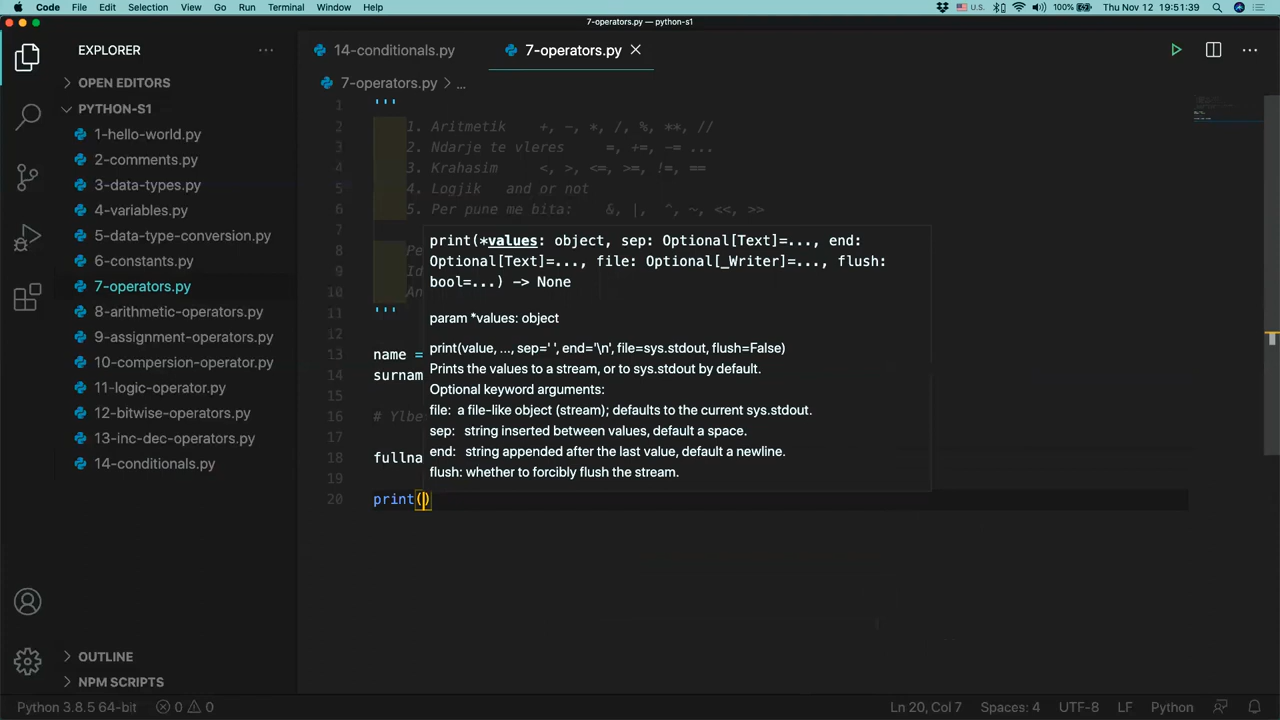 Code File Edit Selection View Go Run Terminal Window Help U.S. 100% Thu Nov 12 19:51:39
7-operators.py — python-s1
EXPLORER
14-conditionals.py
7-operators.py
OPEN EDITORS
7-operators.py > ...
PYTHON-S1
1-hello-world.py
2-comments.py
3-data-types.py
4-variables.py
5-data-type-conversion.py
6-constants.py
7-operators.py
8-arithmetic-operators.py
9-assignment-operators.py
10-compersion-operator.py
11-logic-operator.py
12-bitwise-operators.py
13-inc-dec-operators.py
14-conditionals.py
OUTLINE
NPM SCRIPTS
1 '''
2 1. Aritmetik +, -, *, /, %, **, //
3 2. Ndarje te vleres =, +=, -= ...
4 3. Krahasim <, >, <=, >=, !=, ==
5 4. Logjik and or not
6 5. Per pune me bita: &, |, ^, ~, <<, >>
7
8 Pe
9 Id
10 An
11 '''
12
13 name =
14 surnam
15
16 # Ylbe
17
18 fullna
19
20 print()
print(*values: object, sep: Optional[Text]=..., end:
Optional[Text]=..., file: Optional[_Writer]=..., flush:
bool=...) -> None
param *values: object
print(value, ..., sep=' ', end='\n', file=sys.stdout, flush=False)
Prints the values to a stream, or to sys.stdout by default.
Optional keyword arguments:
file: a file-like object (stream); defaults to the current sys.stdout.
sep: string inserted between values, default a space.
end: string appended after the last value, default a newline.
flush: whether to forcibly flush the stream.
Python 3.8.5 64-bit 0 0 Ln 20, Col 7 Spaces: 4 UTF-8 LF Python